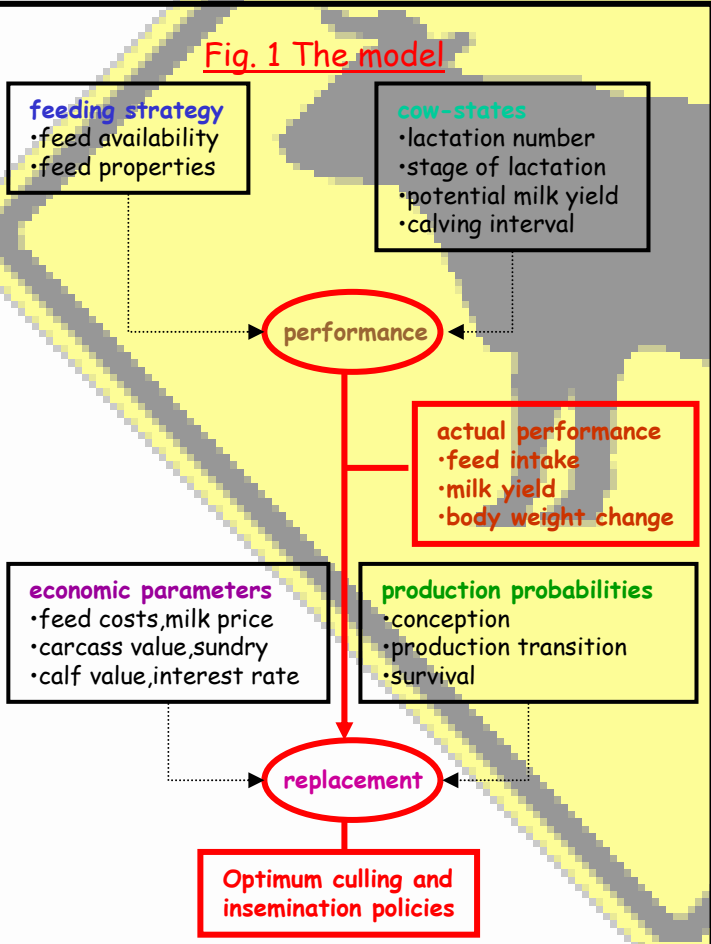 Fig. 1 The model
feeding strategy
•feed availability
•feed properties
cow-states
•lactation number
•stage of lactation
•potential milk yield
•calving interval
performance
actual performance
•feed intake
•milk yield
•body weight change
economic parameters
•feed costs,milk price
•carcass value,sundry
•calf value,interest rate
production probabilities
•conception
•production transition
•survival
replacement
Optimum culling and
insemination policies